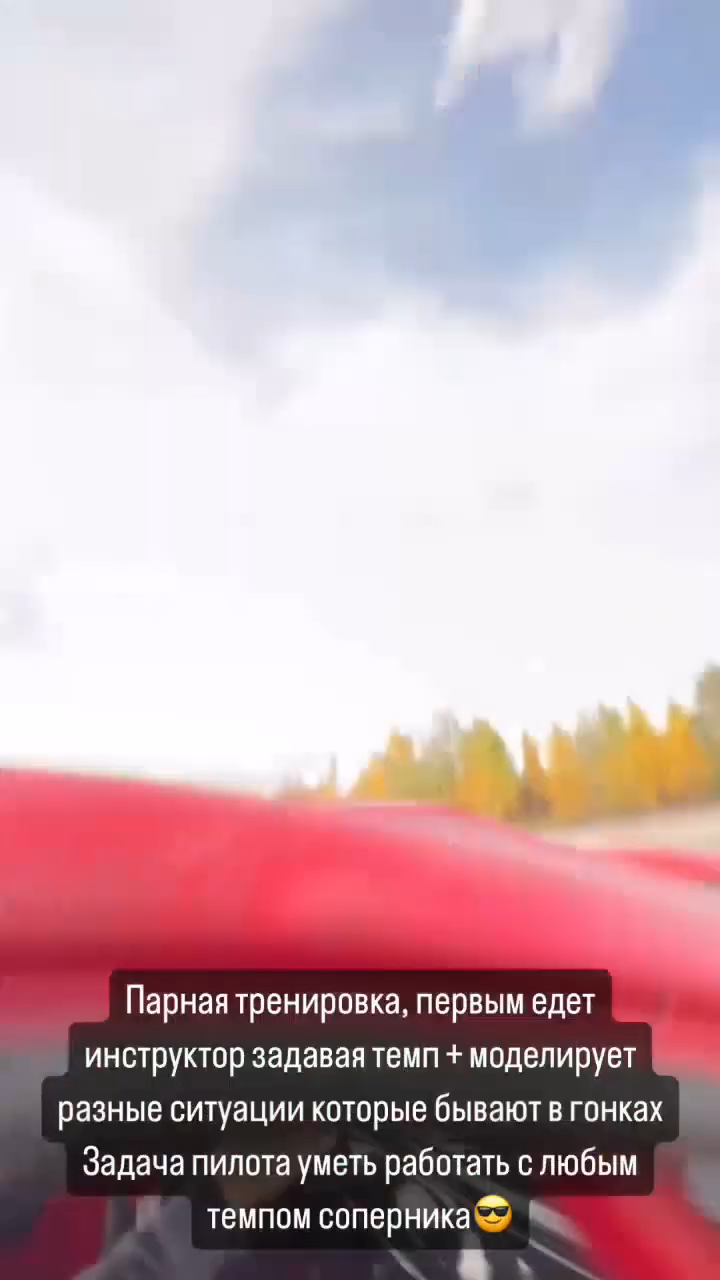 Парная тренировка, первым едет
инструктор задавая темп + моделирует
разные ситуации которые бывают в гонках
Задача пилота уметь работать с любым
темпом соперника😎